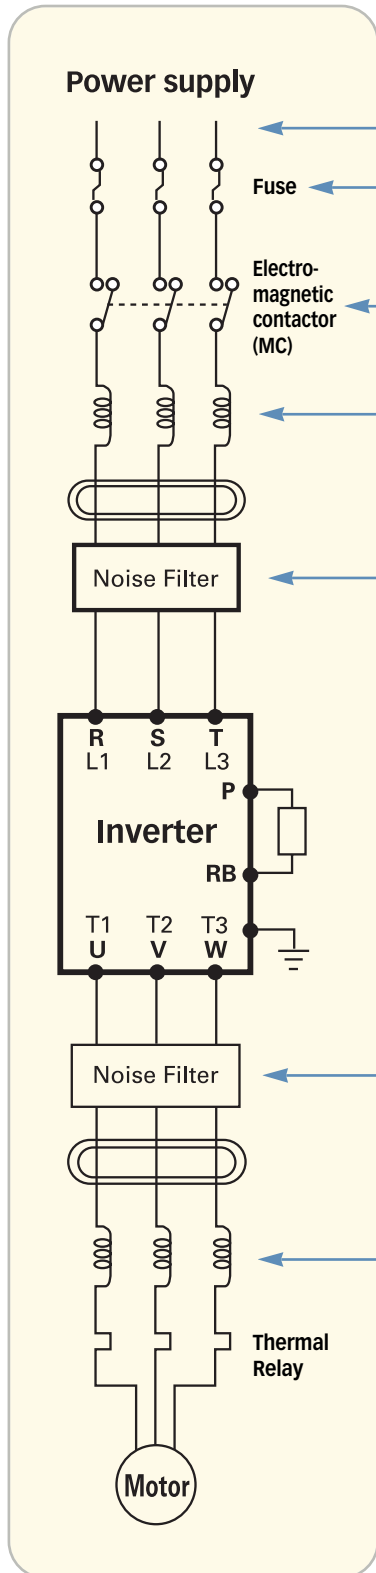 Power supply
Fuse
Electro-
magnetic
contactor
(MC)
Noise Filter
R S T
L1 L2 L3
P
Inverter
RB
T1 T2 T3
U V W
Noise Filter
Thermal
Relay
Motor